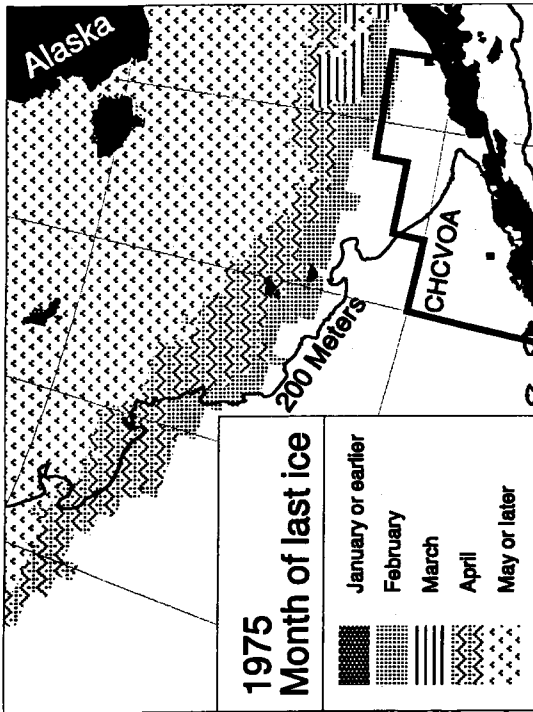 Alaska
200 Meters
CHCVOA
1975
Month of last ice
January or earlier
February
March
April
May or later